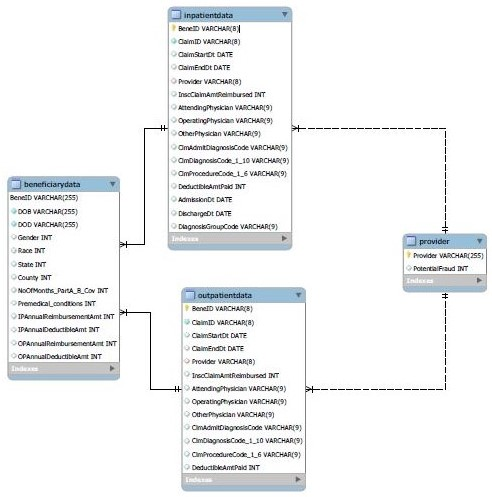 inpatientdata
BeneID VARCHAR(8)
ClaimID VARCHAR(8)
ClaimStartDt DATE
ClaimEndDt DATE
Provider VARCHAR(8)
InscClaimAmtReimbursed INT
AttendingPhysician VARCHAR(9)
OperatingPhysician VARCHAR(9)
OtherPhysician VARCHAR(9)
ClmAdmitDiagnosisCode VARCHAR(9)
ClmDiagnosisCode_1_10 VARCHAR(9)
ClmProcedureCode_1_6 VARCHAR(9)
DeductibleAmtPaid INT
AdmissionDt DATE
DischargeDt DATE
DiagnosisGroupCode VARCHAR(9)
Indexes
beneficiarydata
BeneID VARCHAR(255)
DOB VARCHAR(255)
DOD VARCHAR(255)
Gender INT
Race INT
State INT
County INT
NoOfMonths_PartA_B_Cov INT
Premedical_conditions INT
IPAnnualReimbursementAmt INT
IPAnnualDeductibleAmt INT
OPAnnualReimbursementAmt INT
OPAnnualDeductibleAmt INT
Indexes
provider
Provider VARCHAR(255)
PotentialFraud INT
Indexes
outpatientdata
BeneID VARCHAR(8)
ClaimID VARCHAR(8)
ClaimStartDt DATE
ClaimEndDt DATE
Provider VARCHAR(8)
InscClaimAmtReimbursed INT
AttendingPhysician VARCHAR(9)
OperatingPhysician VARCHAR(9)
OtherPhysician VARCHAR(9)
ClmAdmitDiagnosisCode VARCHAR(9)
ClmDiagnosisCode_1_10 VARCHAR(9)
ClmProcedureCode_1_6 VARCHAR(9)
DeductibleAmtPaid INT
Indexes